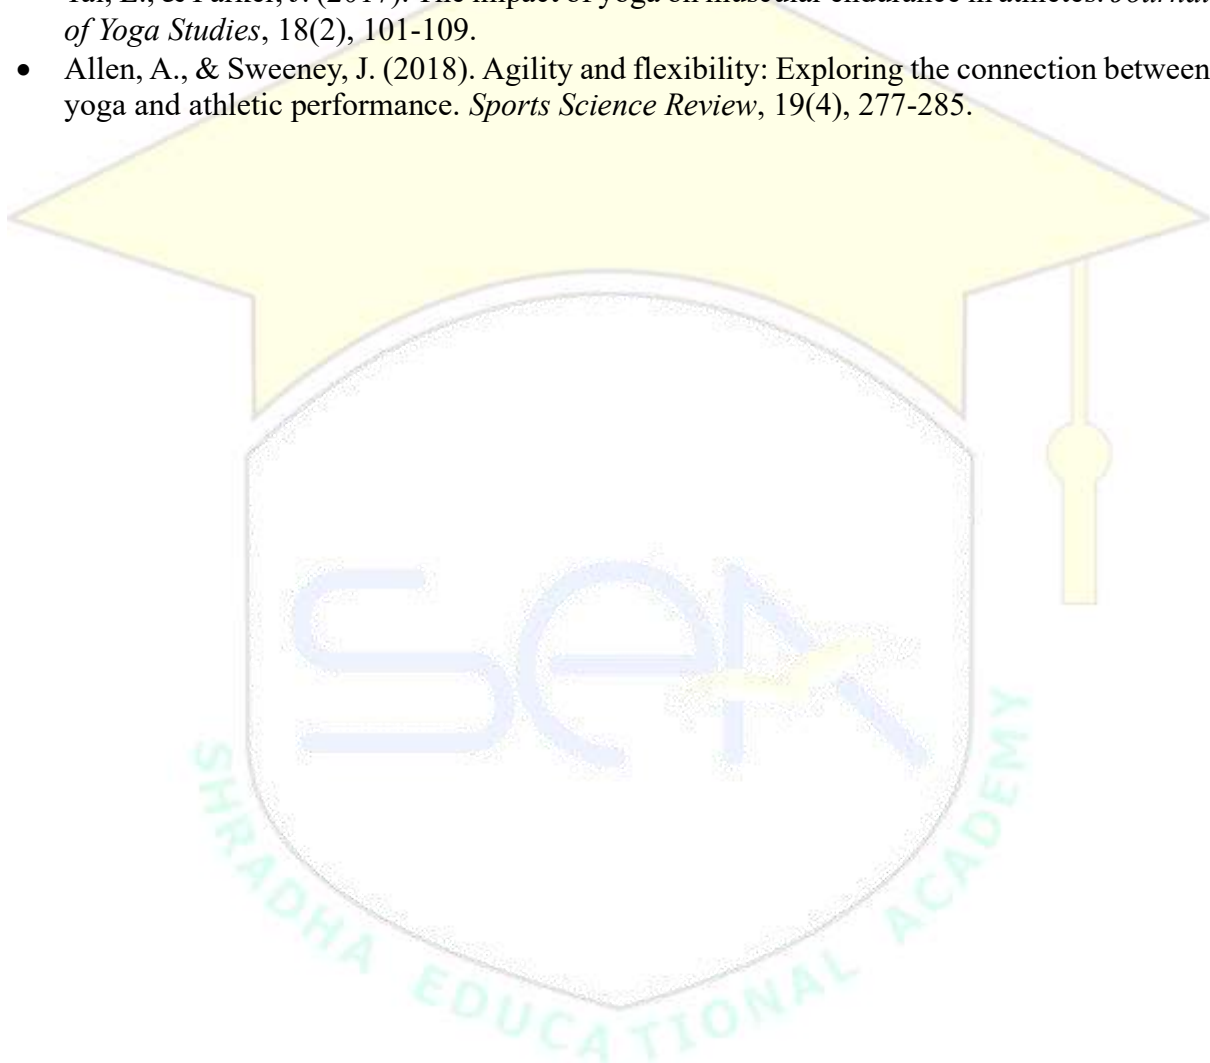 of Yoga Studies, 18(2), 101-109.
• Allen, A., & Sweeney, J. (2018). Agility and flexibility: Exploring the connection between
yoga and athletic performance. Sports Science Review, 19(4), 277-285.
SEA
SHRADHA EDUCATIONAL ACADEMY